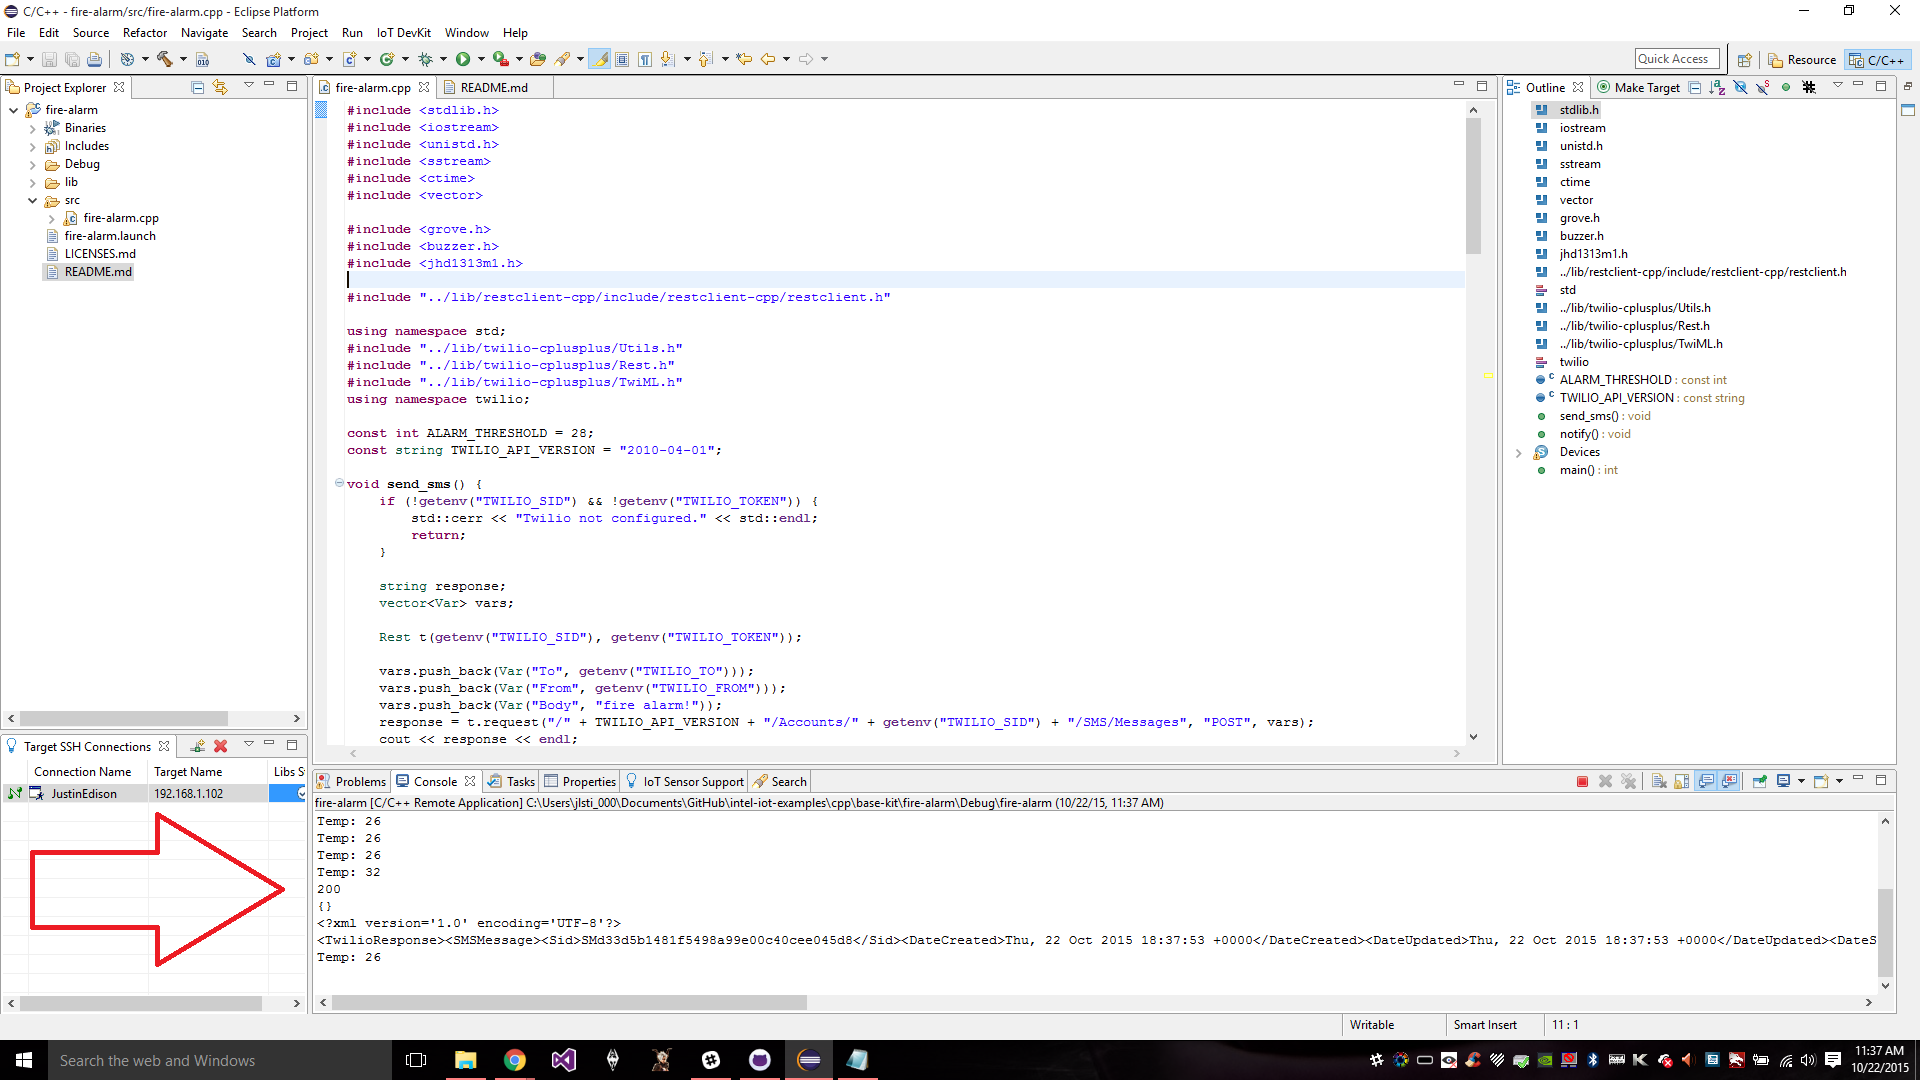 C/C++ - fire-alarm/src/fire-alarm.cpp - Eclipse Platform
File Edit Source Refactor Navigate Search Project Run IoT DevKit Window Help
Quick Access
Resource
C/C++
Project Explorer
fire-alarm
Binaries
Includes
Debug
lib
src
fire-alarm.cpp
fire-alarm.launch
LICENSES.md
README.md
fire-alarm.cpp
README.md
#include <stdlib.h>
#include <iostream>
#include <unistd.h>
#include <sstream>
#include <ctime>
#include <vector>
#include <grove.h>
#include <buzzer.h>
#include <jhd1313m1.h>
#include "../lib/restclient-cpp/include/restclient-cpp/restclient.h"
using namespace std;
#include "../lib/twilio-cplusplus/Utils.h"
#include "../lib/twilio-cplusplus/Rest.h"
#include "../lib/twilio-cplusplus/TwiML.h"
using namespace twilio;
const int ALARM_THRESHOLD = 28;
const string TWILIO_API_VERSION = "2010-04-01";
void send_sms() {
if (!getenv("TWILIO_SID") && !getenv("TWILIO_TOKEN")) {
std::cerr << "Twilio not configured." << std::endl;
return;
}
string response;
vector<Var> vars;
Rest t(getenv("TWILIO_SID"), getenv("TWILIO_TOKEN"));
vars.push_back(Var("To", getenv("TWILIO_TO")));
vars.push_back(Var("From", getenv("TWILIO_FROM")));
vars.push_back(Var("Body", "fire alarm!"));
response = t.request("/" + TWILIO_API_VERSION + "/Accounts/" + getenv("TWILIO_SID") + "/SMS/Messages", "POST", vars);
cout << response << endl;
Outline
Make Target
stdlib.h
iostream
unistd.h
sstream
ctime
vector
grove.h
buzzer.h
jhd1313m1.h
../lib/restclient-cpp/include/restclient-cpp/restclient.h
std
../lib/twilio-cplusplus/Utils.h
../lib/twilio-cplusplus/Rest.h
../lib/twilio-cplusplus/TwiML.h
twilio
ALARM_THRESHOLD : const int
TWILIO_API_VERSION : const string
send_sms() : void
notify() : void
Devices
main() : int
Target SSH Connections
Connection Name Target Name Libs S
JustinEdison 192.168.1.102
Problems Console Tasks Properties IoT Sensor Support Search
fire-alarm [C/C++ Remote Application] C:\Users\jlsti_000\Documents\GitHub\intel-iot-examples\cpp\base-kit\fire-alarm\Debug\fire-alarm (10/22/15, 11:37 AM)
Temp: 26
Temp: 26
Temp: 26
Temp: 32
200
{}
<?xml version='1.0' encoding='UTF-8'?>
<TwilioResponse><SMSMessage><Sid>SMd33d5b1481f5498a99e00c40cee045d8</Sid><DateCreated>Thu, 22 Oct 2015 18:37:53 +0000</DateCreated><DateUpdated>Thu, 22 Oct 2015 18:37:53 +0000</DateUpdated><DateS
Temp: 26
Writable
Smart Insert
11 : 1
Search the web and Windows
11:37 AM
10/22/2015